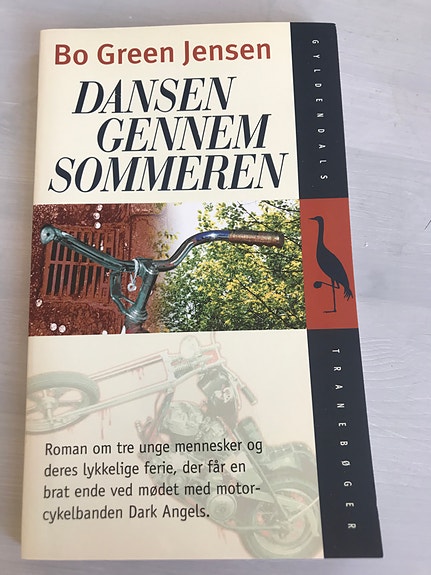 Bo Green Jensen
DANSEN
GENNEM
SOMMEREN
GYLDENDALS
TRANEBØGER
Roman om tre unge mennesker og
deres lykkelige ferie, der får en
brat ende ved mødet med motor-
cykelbanden Dark Angels.